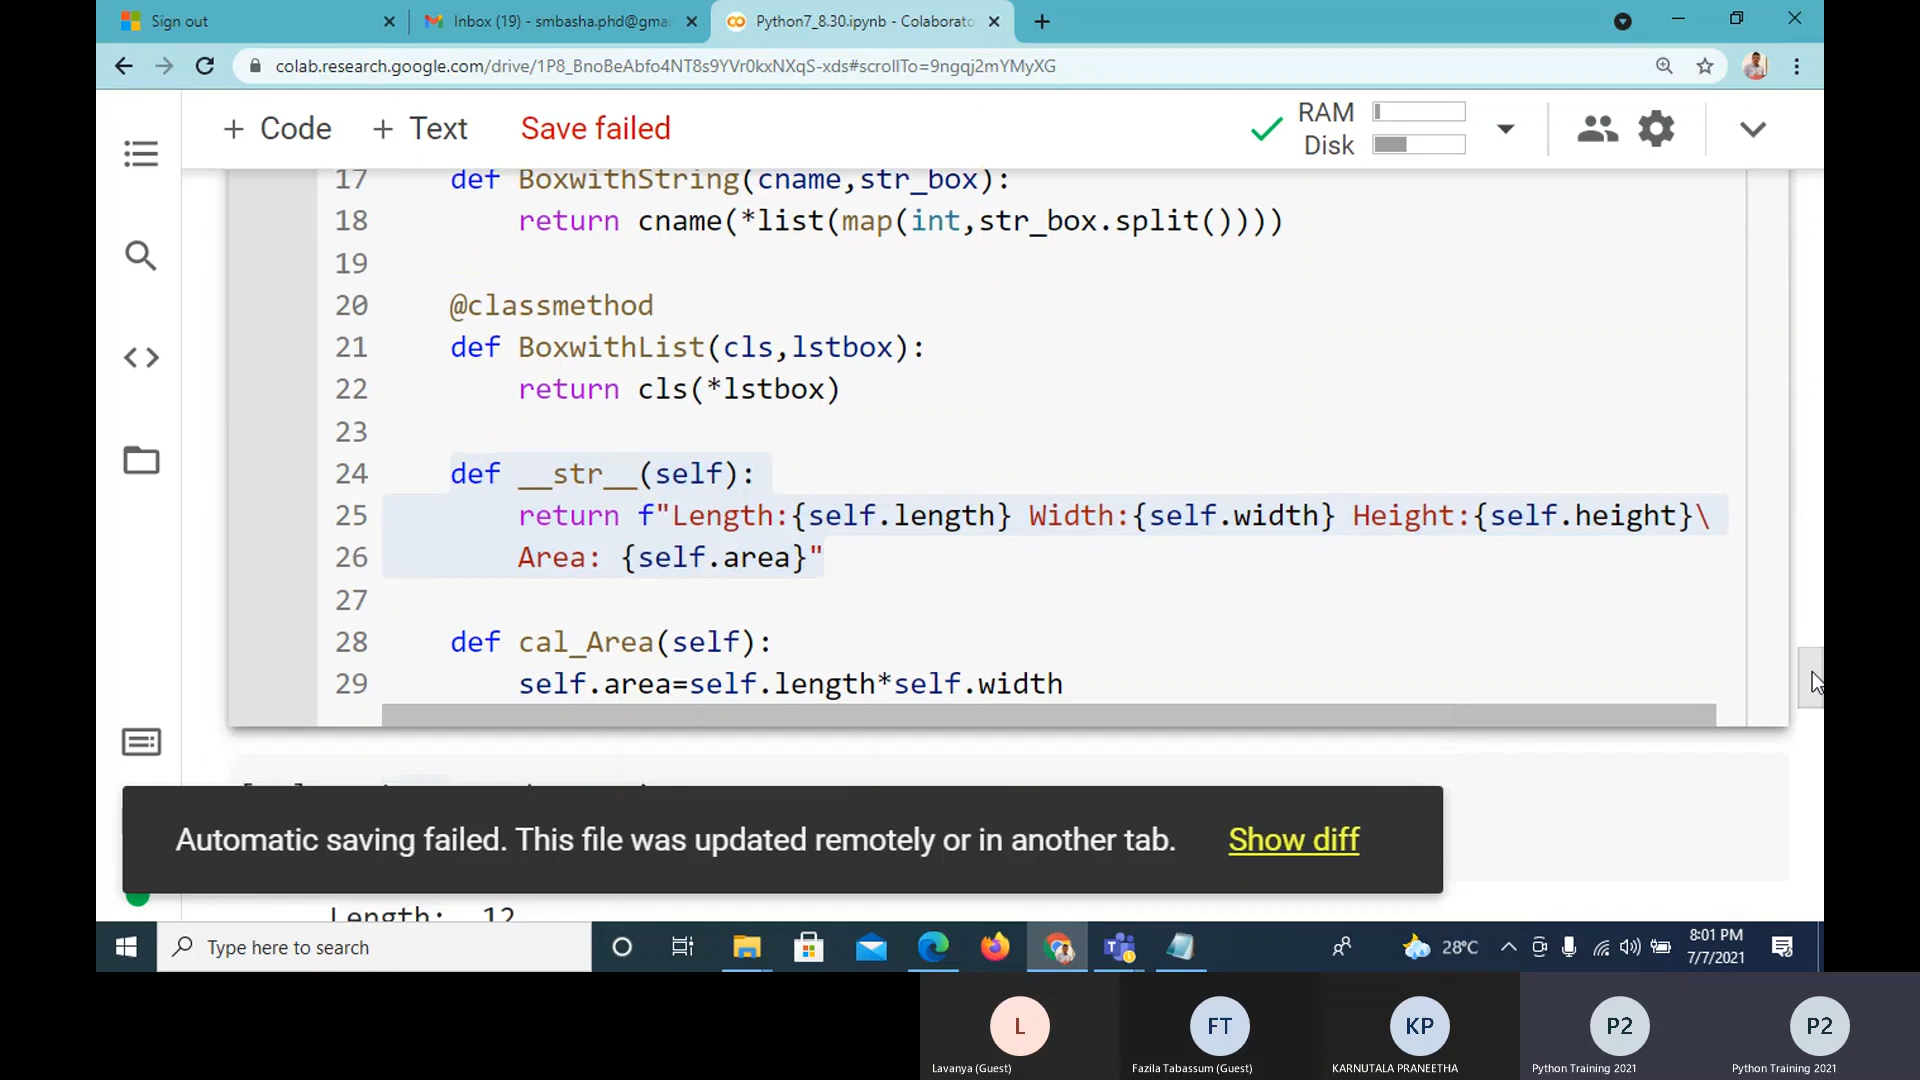 Sign out
Inbox (19) - smbasha.phd@gma
Python7_8.30.ipynb - Colaborato
colab.research.google.com/drive/1P8_BnoBeAbfo4NT8s9YVr0kxNXqS-xds#scrollTo=9ngqj2mYMyXG
+ Code + Text Save failed
RAM
Disk
17 def BoxwithString(cname,str_box):
18 return cname(*list(map(int,str_box.split())))
19
20 @classmethod
21 def BoxwithList(cls,lstbox):
22 return cls(*lstbox)
23
24 def __str__(self):
25 return f"Length:{self.length} Width:{self.width} Height:{self.height}\
26 Area: {self.area}"
27
28 def cal_Area(self):
29 self.area=self.length*self.width
Automatic saving failed. This file was updated remotely or in another tab. Show diff
Length: 12
Type here to search
28°C
8:01 PM
7/7/2021
L
FT
KP
P2
P2
Lavanya (Guest)
Fazila Tabassum (Guest)
KARNUTALA PRANEETHA
Python Training 2021
Python Training 2021